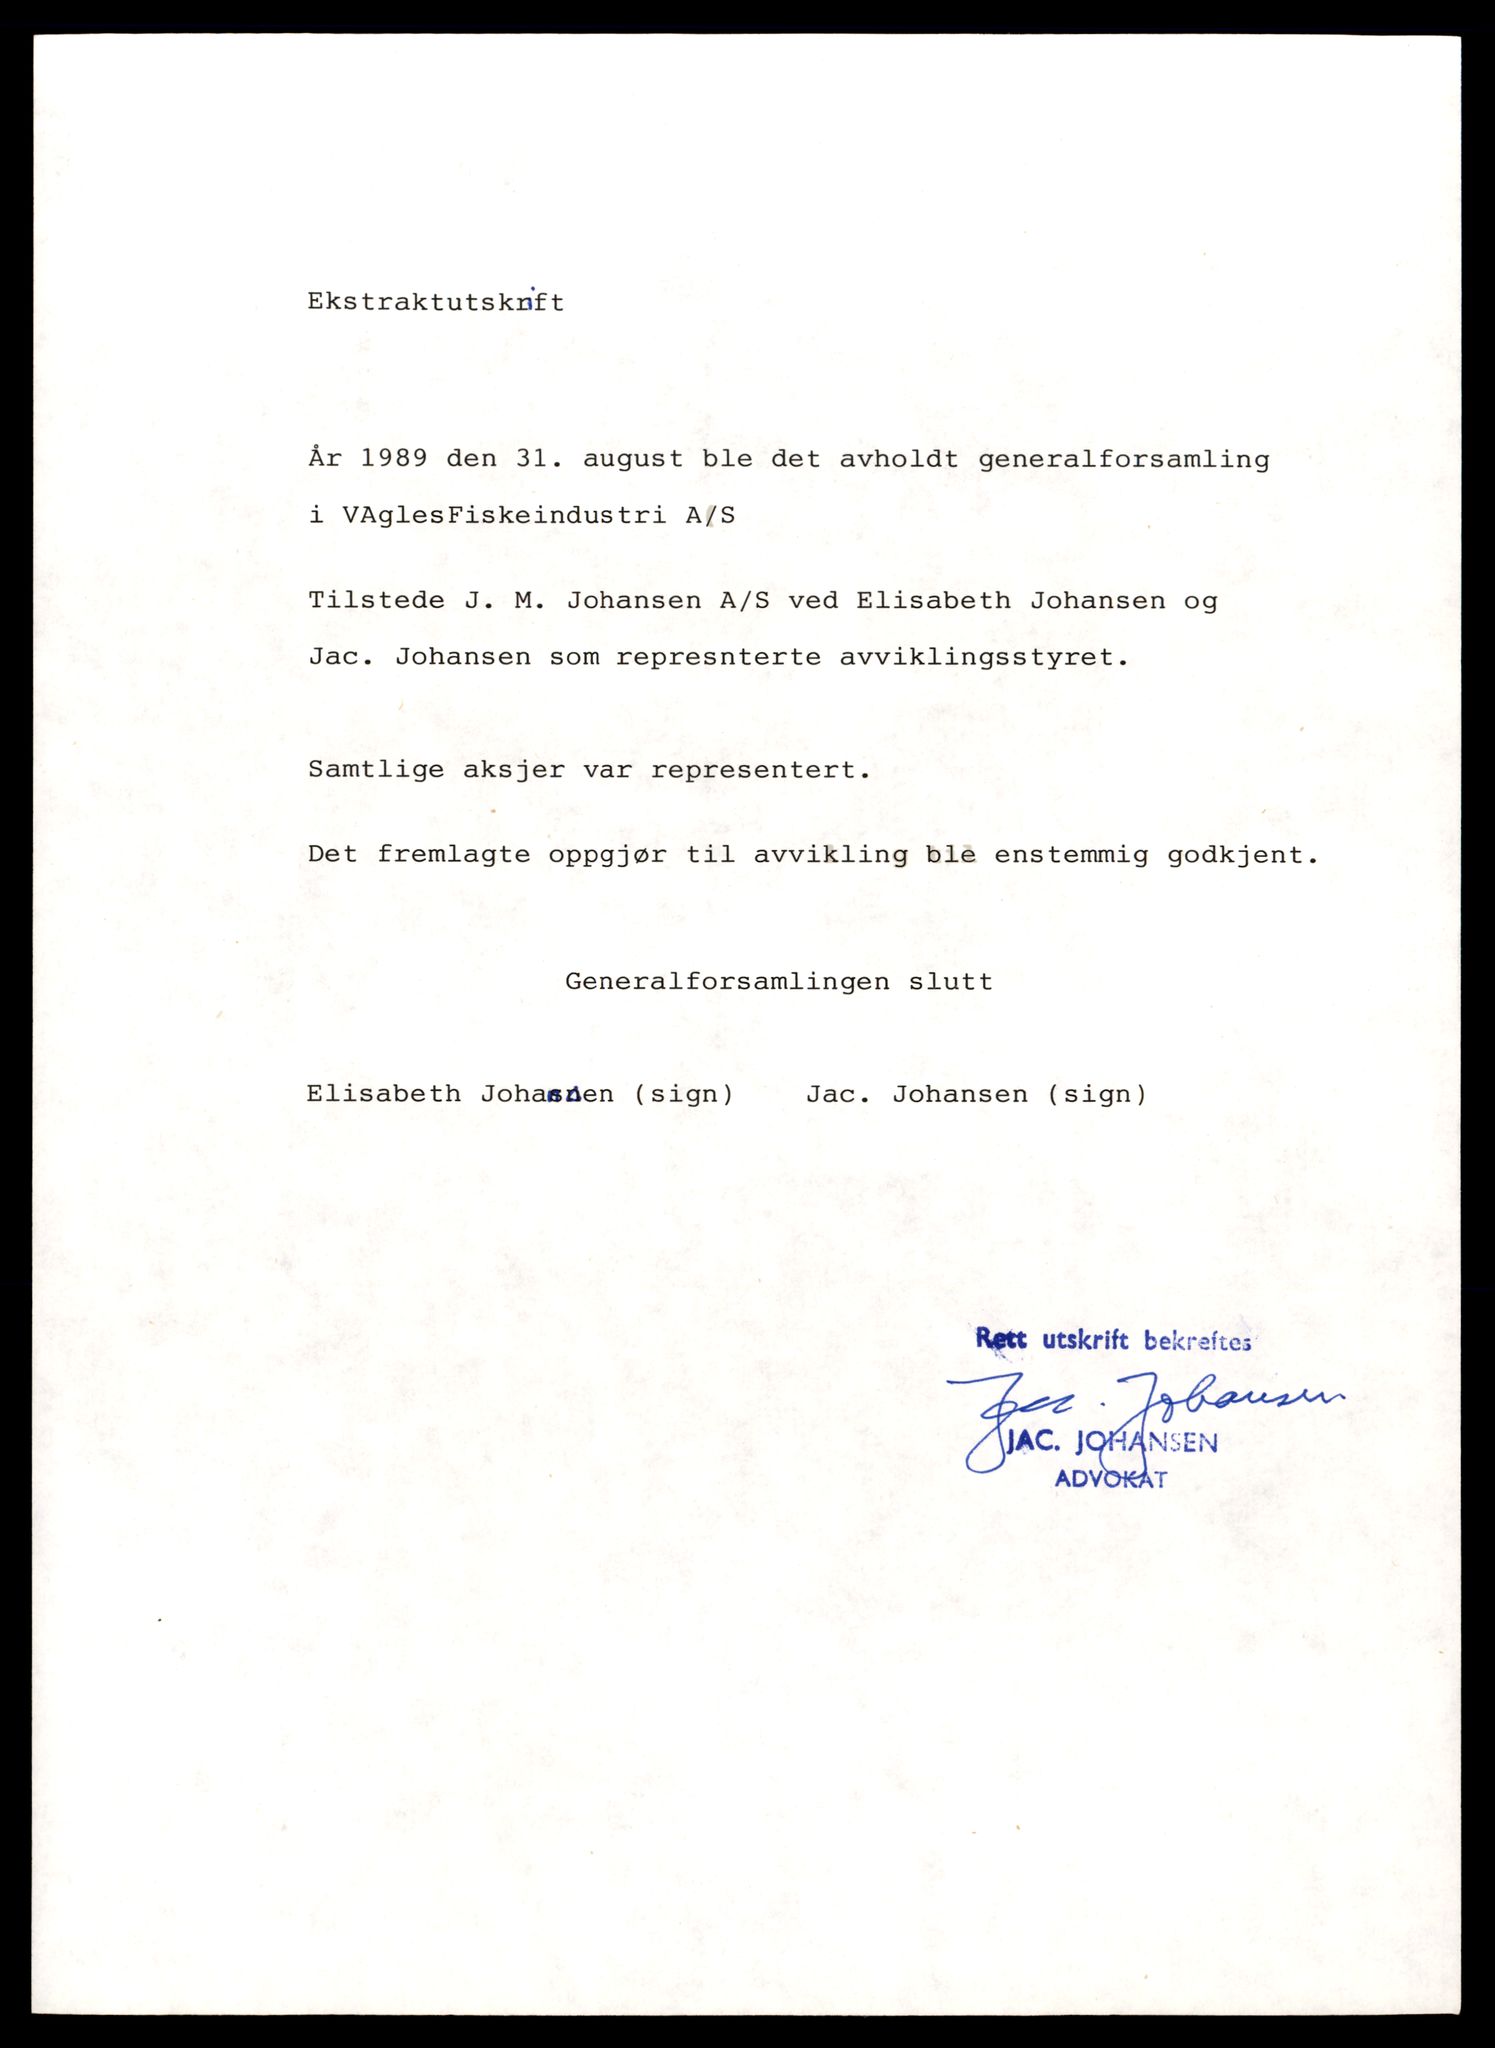 Ekstraktutskrift
År 1989 den 31. august ble det avholdt generalforsamling
i VAglesFiskeindustri A/S
Tilstede J. M. Johansen A/S ved Elisabeth Johansen og
Jac. Johansen som represnterte avviklingsstyret.
Samtlige aksjer var representert.
Det fremlagte oppgjør til avvikling ble enstemmig godkjent.
Generalforsamlingen slutt
Elisabeth Johansen (sign) Jac. Johansen (sign)
Rett utskrift bekreftes
Jac. Johansen
JAC. JOHANSEN
ADVOKAT